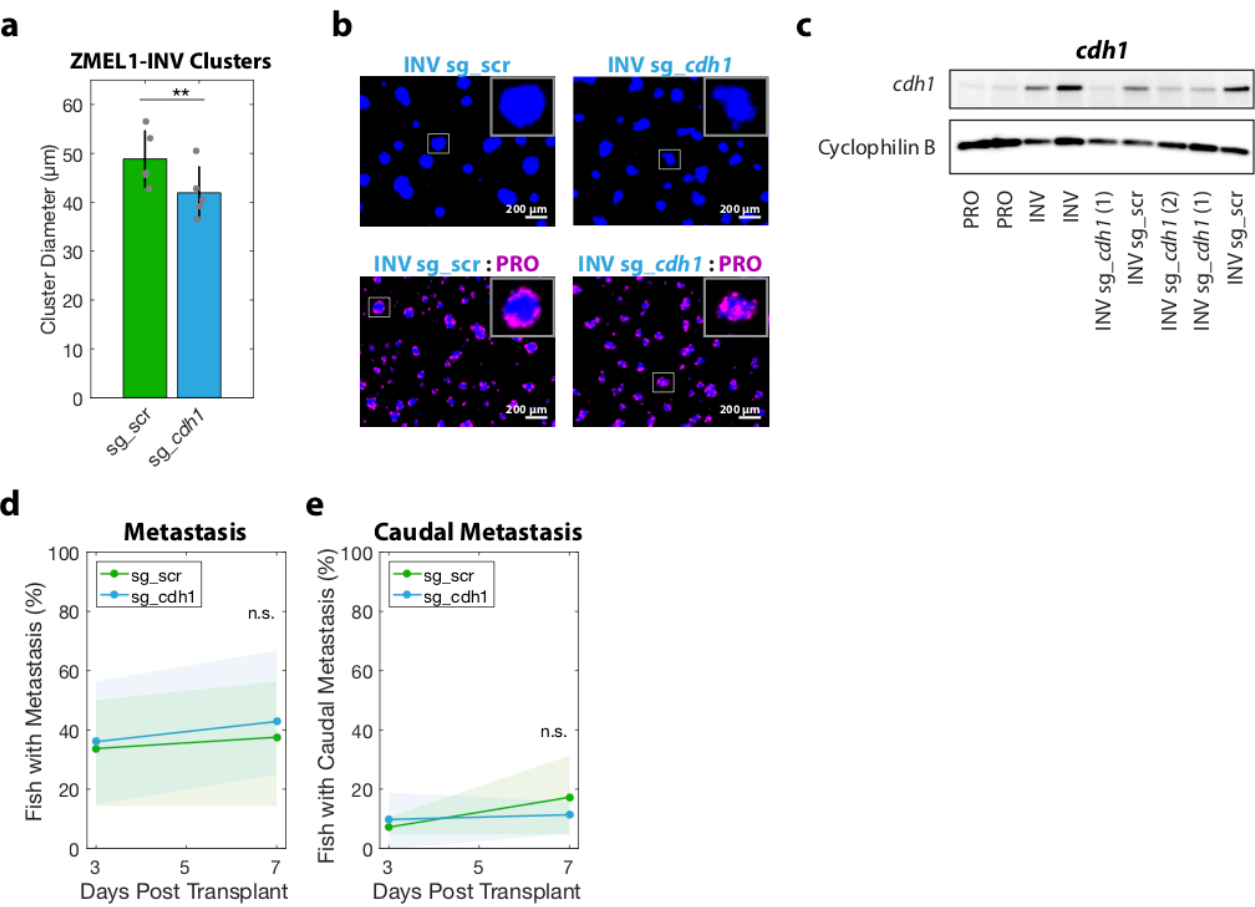 a
ZMEL1-INV Clusters
**
Cluster Diameter (μm)
60
50
40
30
20
10
0
sg_scr
sg_cdh1
b
INV sg_scr
INV sg_cdh1
200 μm
200 μm
INV sg_scr : PRO
INV sg_cdh1 : PRO
200 μm
200 μm
c
cdh1
cdh1
Cyclophilin B
PRO
PRO
INV
INV
INV sg_cdh1 (1)
INV sg_scr
INV sg_cdh1 (2)
INV sg_cdh1 (1)
INV sg_scr
d
Metastasis
Fish with Metastasis (%)
100
80
60
40
20
0
sg_scr
sg_cdh1
n.s.
3 5 7
Days Post Transplant
e
Caudal Metastasis
Fish with Caudal Metastasis (%)
100
80
60
40
20
0
sg_scr
sg_cdh1
n.s.
3 5 7
Days Post Transplant